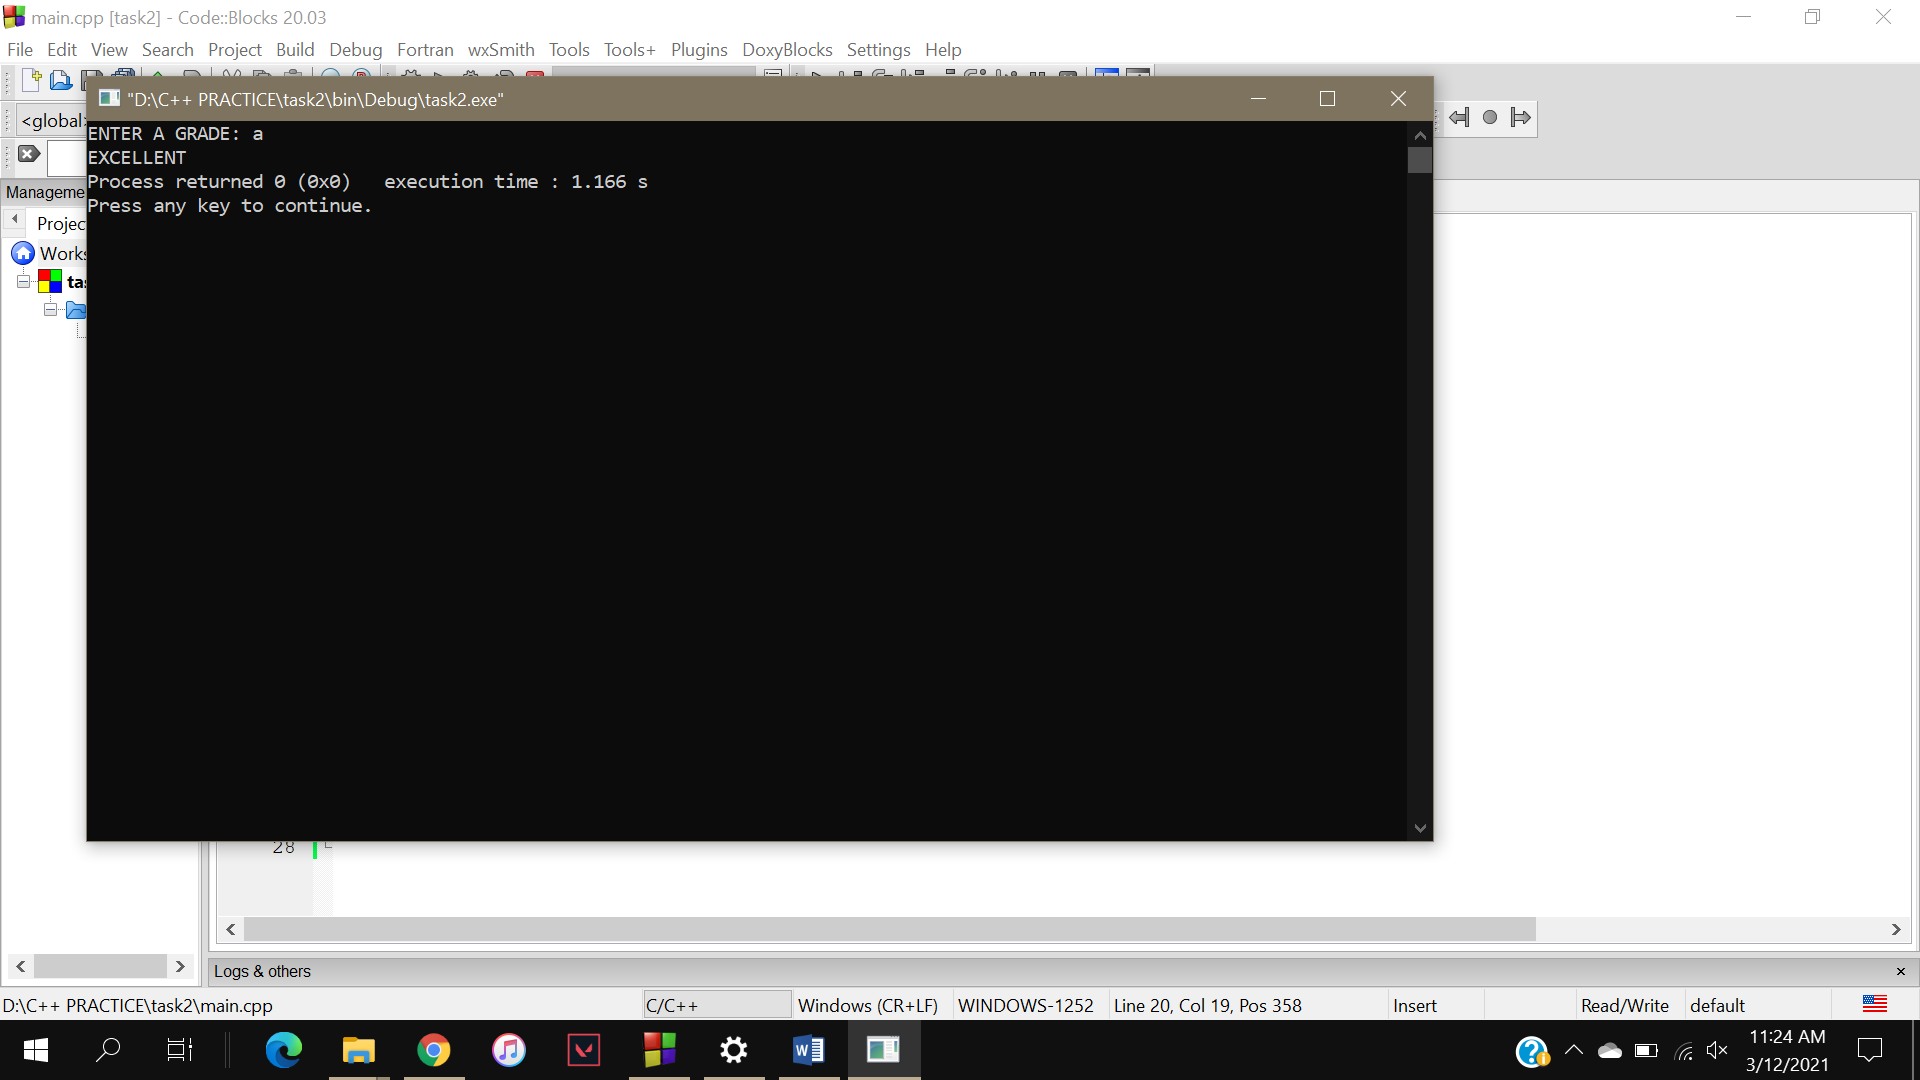 main.cpp [task2] - Code::Blocks 20.03
File Edit View Search Project Build Debug Fortran wxSmith Tools Tools+ Plugins DoxyBlocks Settings Help
"D:\C++ PRACTICE\task2\bin\Debug\task2.exe"
<global>
ENTER A GRADE: a
EXCELLENT
Process returned 0 (0x0)   execution time : 1.166 s
Press any key to continue.
28
Logs & others
D:\C++ PRACTICE\task2\main.cpp C/C++ Windows (CR+LF) WINDOWS-1252 Line 20, Col 19, Pos 358 Insert Read/Write default
11:24 AM
3/12/2021